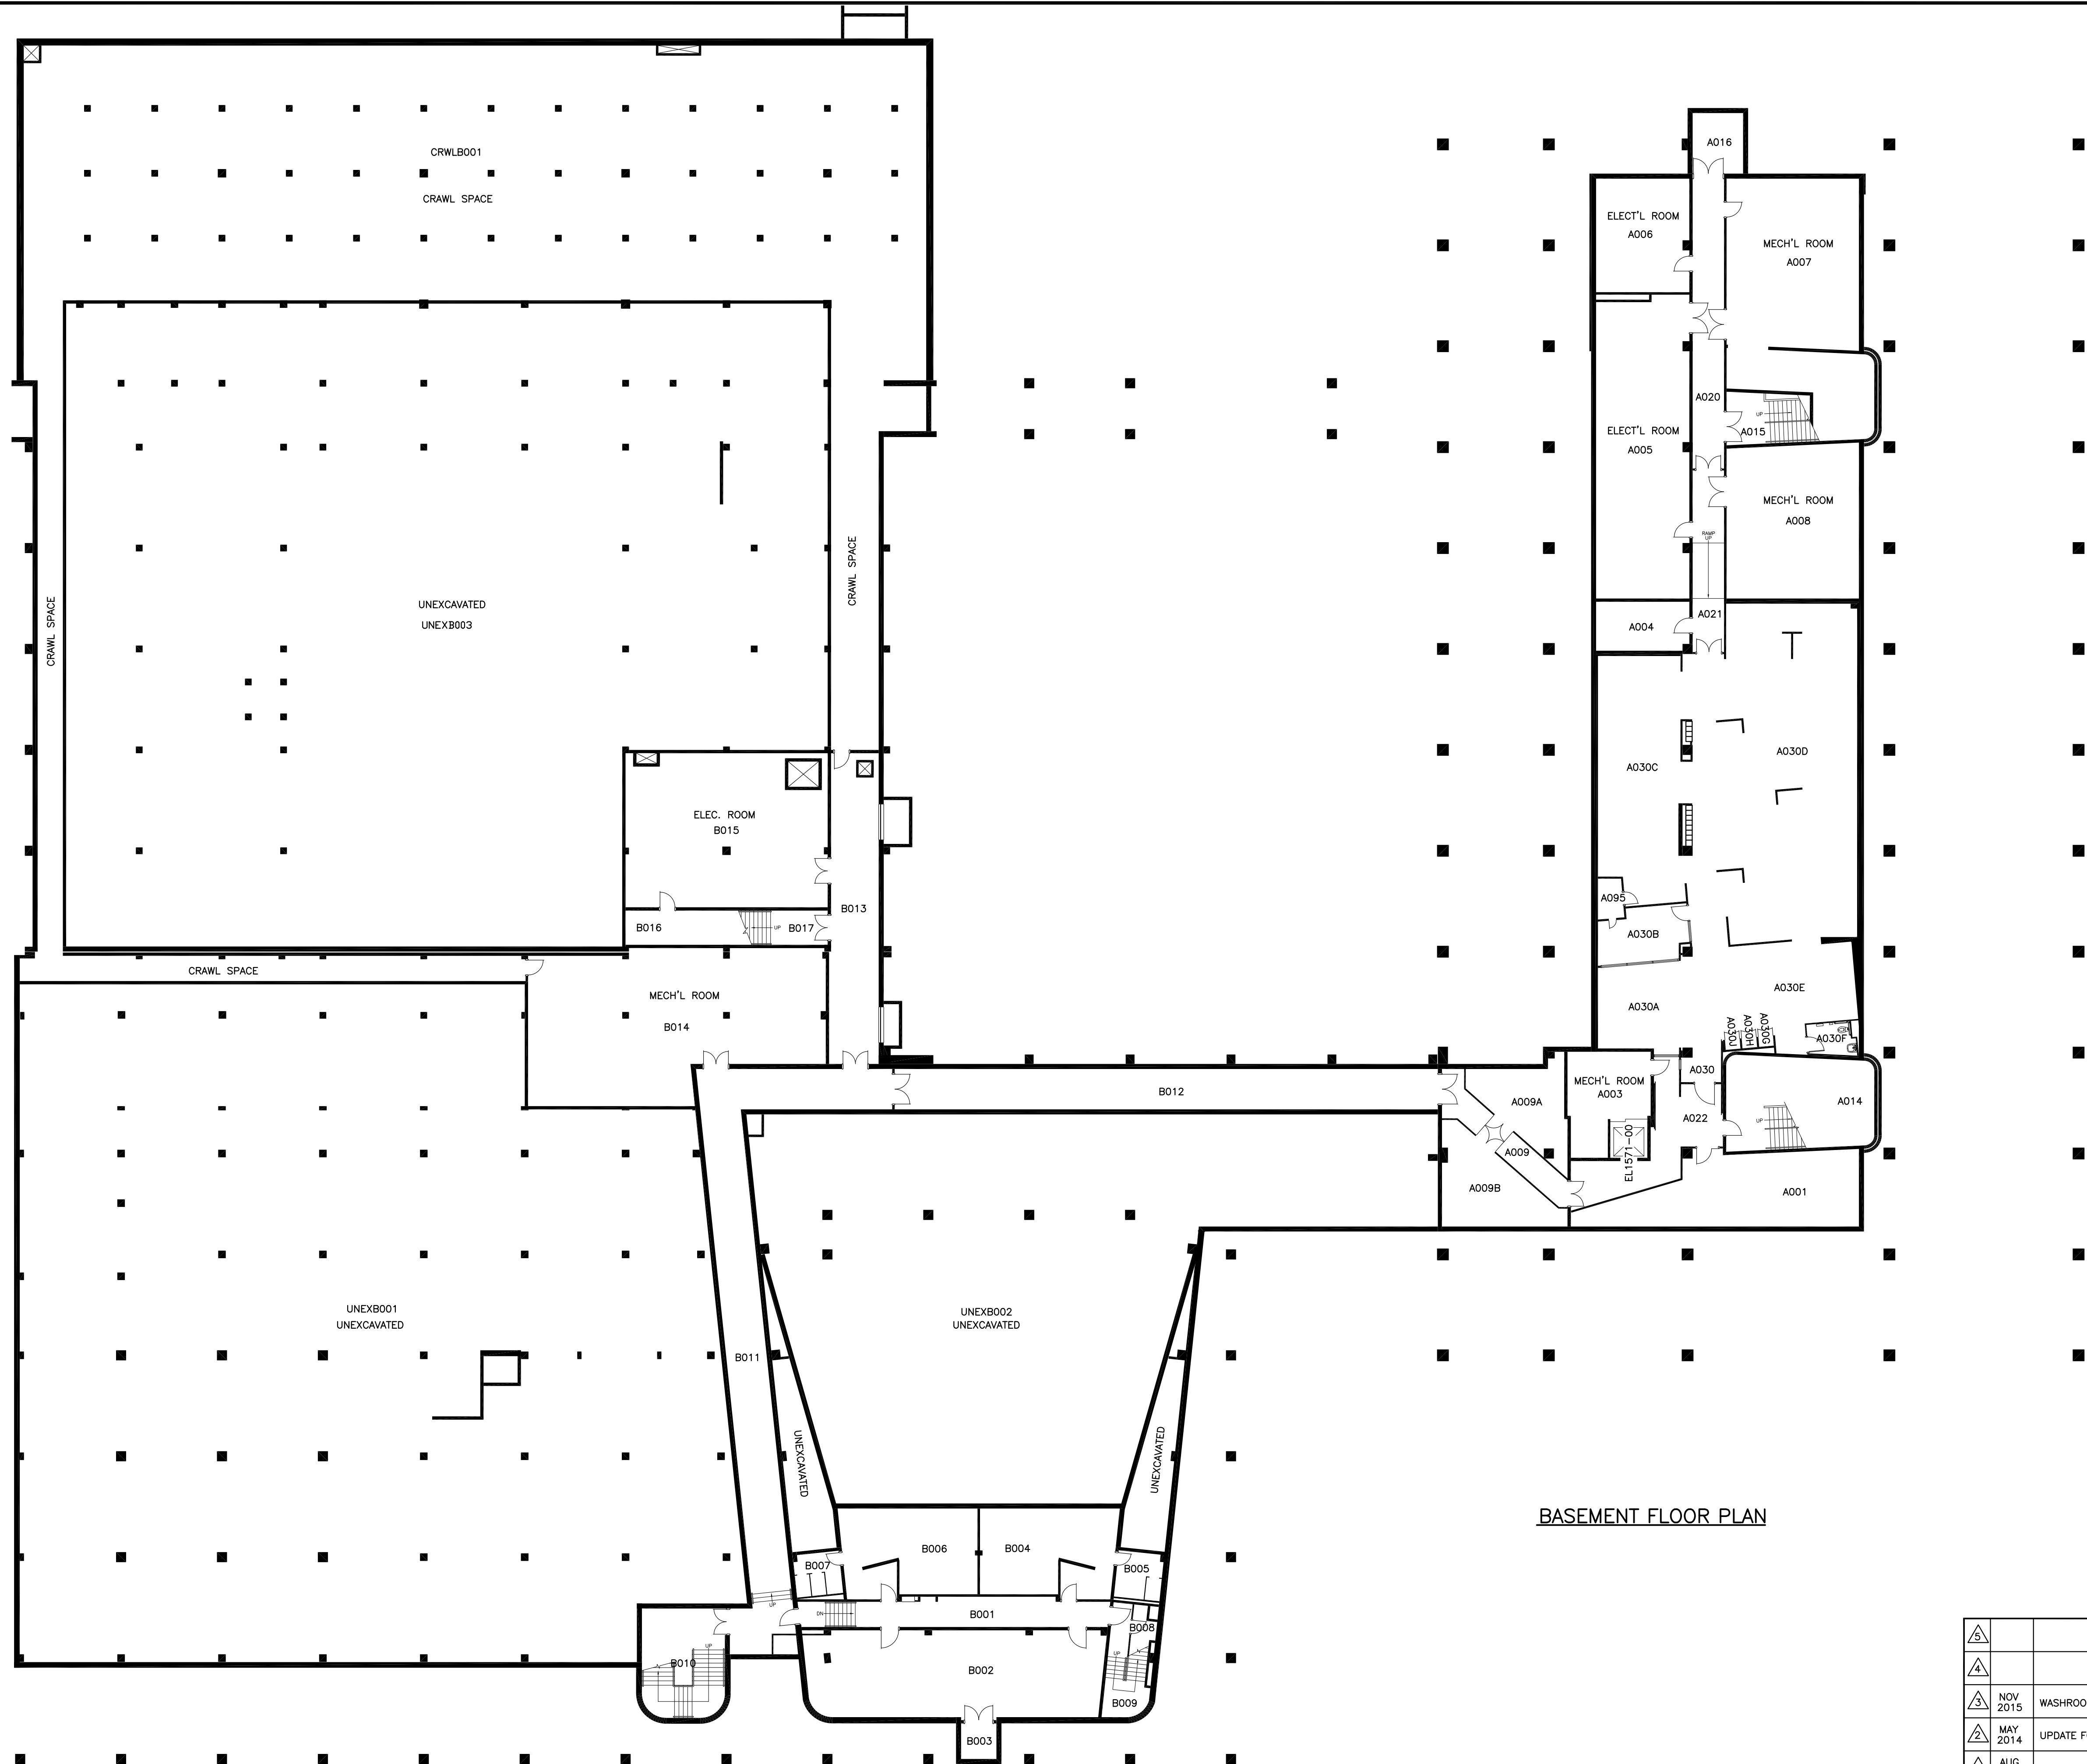 CRWLB001
CRAWL SPACE
A016
ELECT'L ROOM
A006
MECH'L ROOM
A007
A020
UP
A015
ELECT'L ROOM
A005
MECH'L ROOM
A008
RAMP
UP
CRAWL SPACE
CRAWL SPACE
UNEXCAVATED
UNEXB003
A004
A021
A030C
A030D
ELEC. ROOM
B015
B016
UP
B017
B013
A095
A030B
CRAWL SPACE
MECH'L ROOM
B014
A030A
A030E
A030J
A030H
A030G
A030F
A030
MECH'L ROOM
A003
B012
A009A
A022
UP
A014
A009
EL1571-00
A009B
A001
UNEXB001
UNEXCAVATED
UNEXB002
UNEXCAVATED
B011
UNEXCAVATED
UNEXCAVATED
BASEMENT FLOOR PLAN
B007
B006
B004
B005
UP
DN
B001
B008
UP
B010
B002
UP
B009
B003
5
4
3
NOV
2015
WASHROO
2
MAY
2014
UPDATE F
AUG